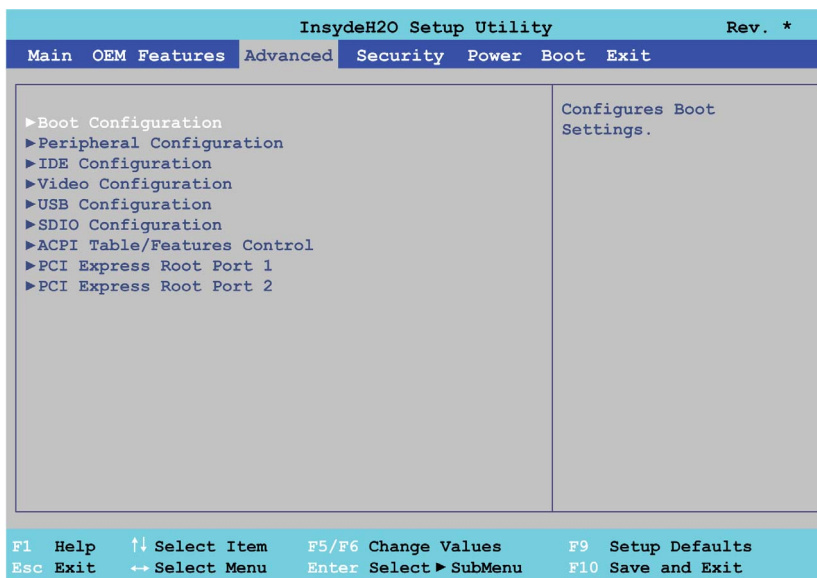 InsydeH2O Setup Utility Rev. *
Main OEM Features Advanced Security Power Boot Exit
►Boot Configuration
►Peripheral Configuration
►IDE Configuration
►Video Configuration
►USB Configuration
►SDIO Configuration
►ACPI Table/Features Control
►PCI Express Root Port 1
►PCI Express Root Port 2
Configures Boot
Settings.
F1 Help ↑↓ Select Item F5/F6 Change Values F9 Setup Defaults
Esc Exit ↔ Select Menu Enter Select ► SubMenu F10 Save and Exit